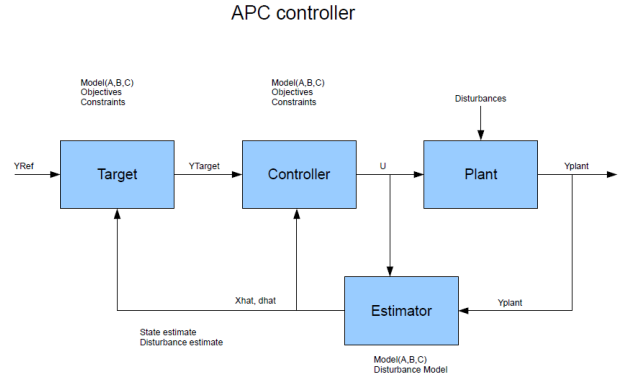 APC controller
Model(A,B,C)
Objectives
Constraints
Model(A,B,C)
Objectives
Constraints
Disturbances
YRef
Target
YTarget
Controller
U
Plant
Yplant
Xhat, dhat
Estimator
Yplant
State estimate
Disturbance estimate
Model(A,B,C)
Disturbance Model